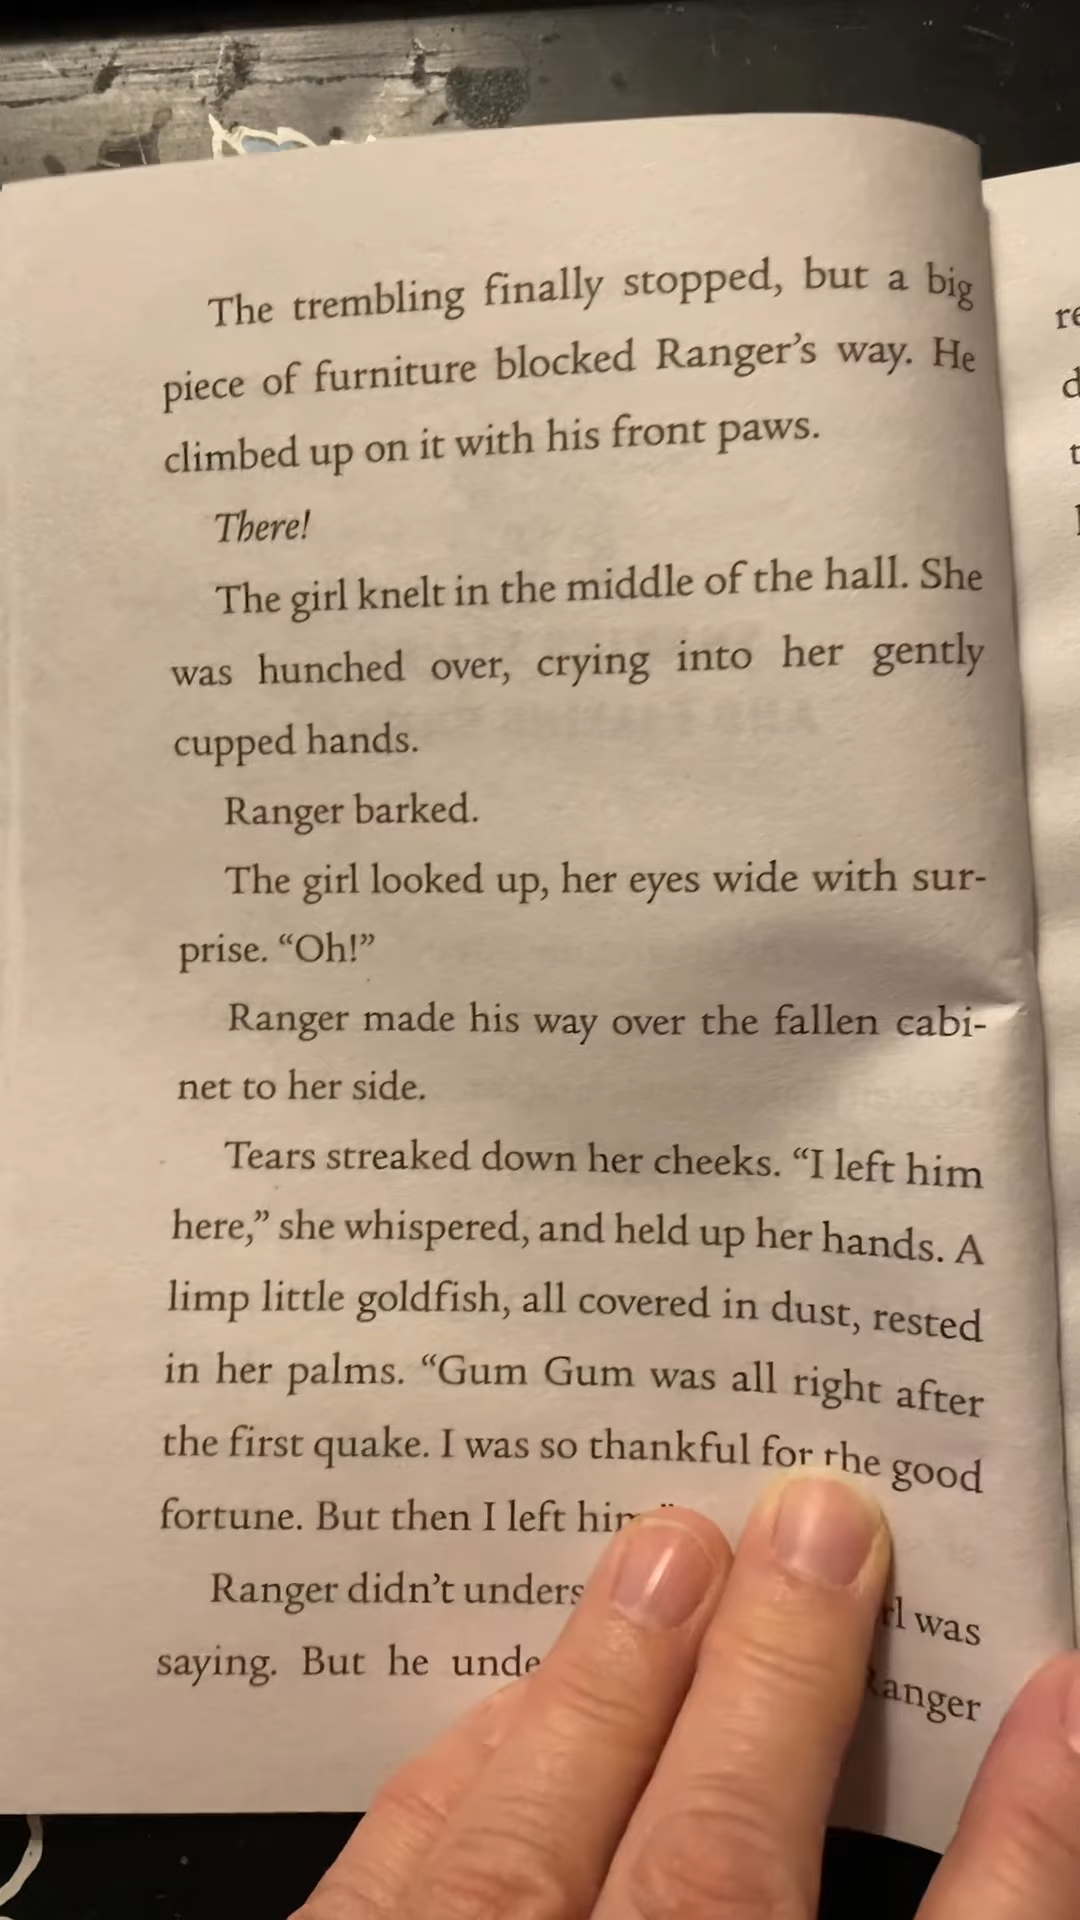 The trembling finally stopped, but a big
piece of furniture blocked Ranger's way. He
climbed up on it with his front paws.
There!
The girl knelt in the middle of the hall. She
was hunched over, crying into her gently
cupped hands.
Ranger barked.
The girl looked up, her eyes wide with sur-
prise. “Oh!”
Ranger made his way over the fallen cabi-
net to her side.
Tears streaked down her cheeks. “I left him
here,” she whispered, and held up her hands. A
limp little goldfish, all covered in dust, rested
in her palms. “Gum Gum was all right after
the first quake. I was so thankful for the good
fortune. But then I left him.”
Ranger didn't was
saying. But he Ranger